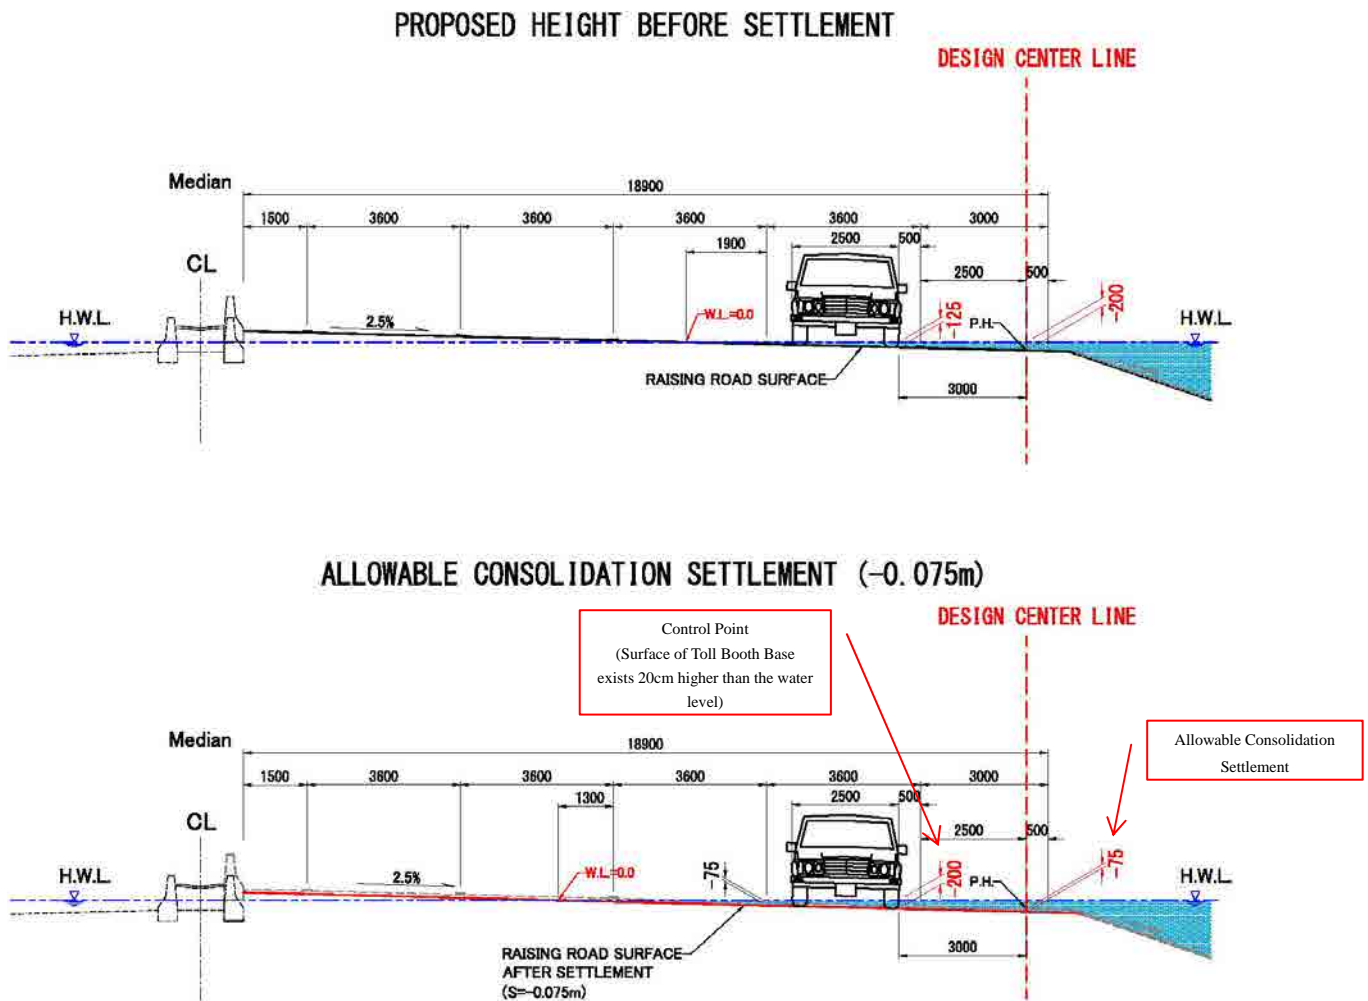 PROPOSED HEIGHT BEFORE SETTLEMENT
DESIGN CENTER LINE
Median
18900
1500 3600 3600 3600 3600 3000
1900 2500 500
CL
2500 500
H.W.L.
2.5%
W.L.=0.0
-125
P.H.
-200
H.W.L.
RAISING ROAD SURFACE
3000
ALLOWABLE CONSOLIDATION SETTLEMENT (-0.075m)
DESIGN CENTER LINE
Control Point
(Surface of Toll Booth Base
exists 20cm higher than the water
level)
Allowable Consolidation
Settlement
Median
18900
1500 3600 3600 3600 3600 3000
1300 2500 500
CL
2500 500
H.W.L.
2.5%
W.L.=0.0
-75
-200
P.H.
-75
H.W.L.
RAISING ROAD SURFACE
AFTER SETTLEMENT
(S=-0.075m)
3000